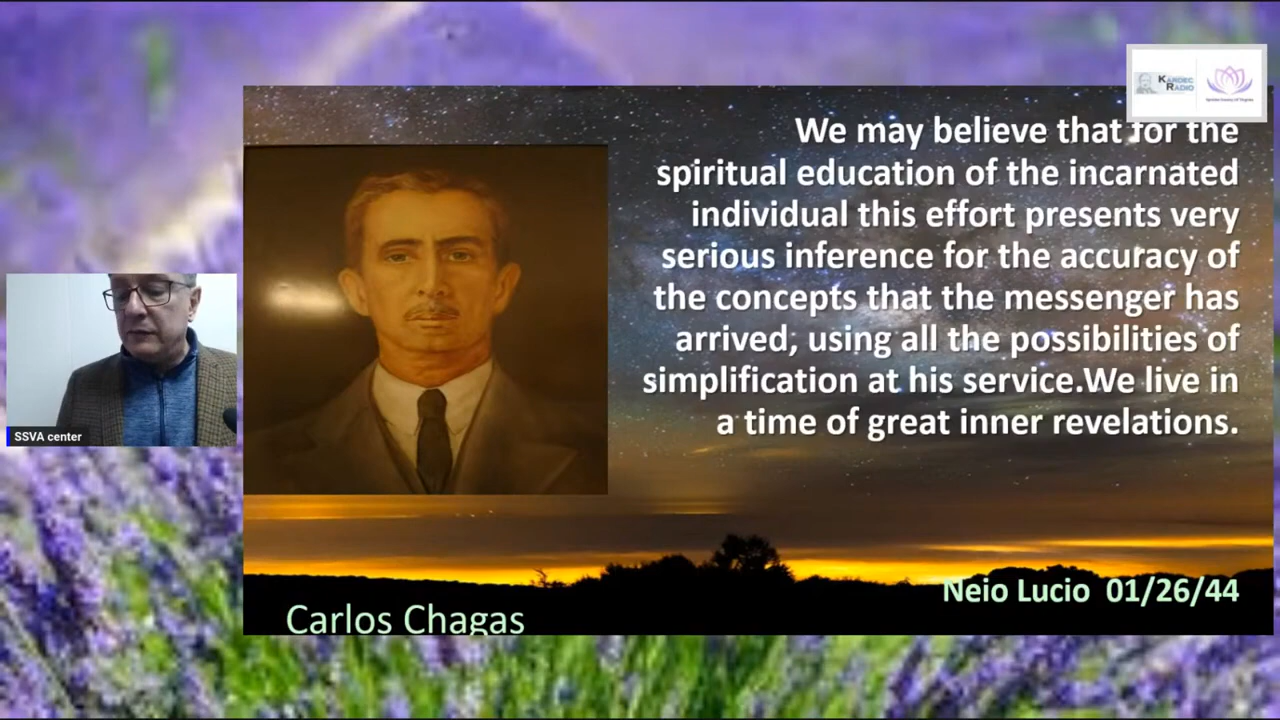 KARDEC
RADIO
We may believe that for the
spiritual education of the incarnated
individual this effort presents very
serious inference for the accuracy of
the concepts that the messenger has
arrived, using all the possibilities of
simplification at his service.We live in
a time of great inner revelations.
SSVA center
Neio Lucio 01/26/44
Carlos Chagas